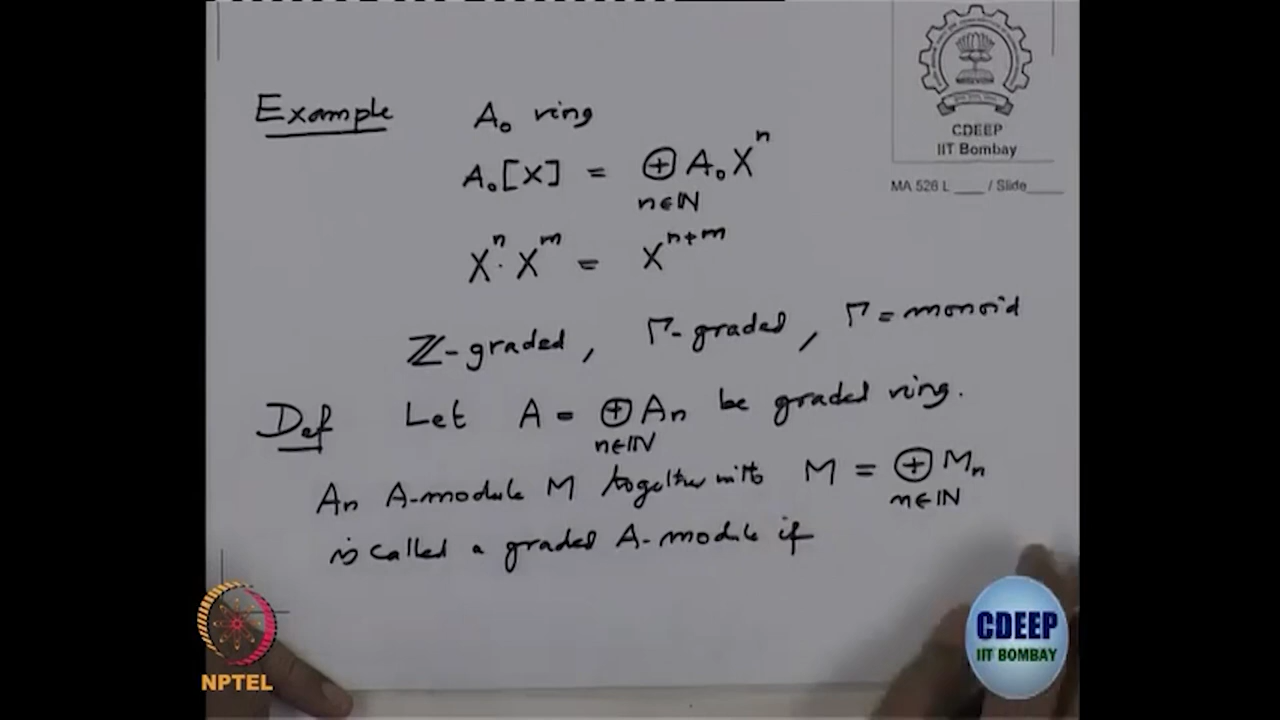 Example A₀ ring
A₀[X] = ⊕ A₀Xⁿ
n∈ℕ
Xⁿ · Xᵐ = Xⁿ⁺ᵐ
ℤ-graded, Γ-graded, Γ = monoid
Def Let A = ⊕ Aₙ be graded ring.
n∈ℕ
An A-module M together with M = ⊕ Mₙ
n∈ℕ
is called a graded A-module if
CDEEP
IIT Bombay
MA 526 L ____ / Slide____
NPTEL
CDEEP
IIT BOMBAY